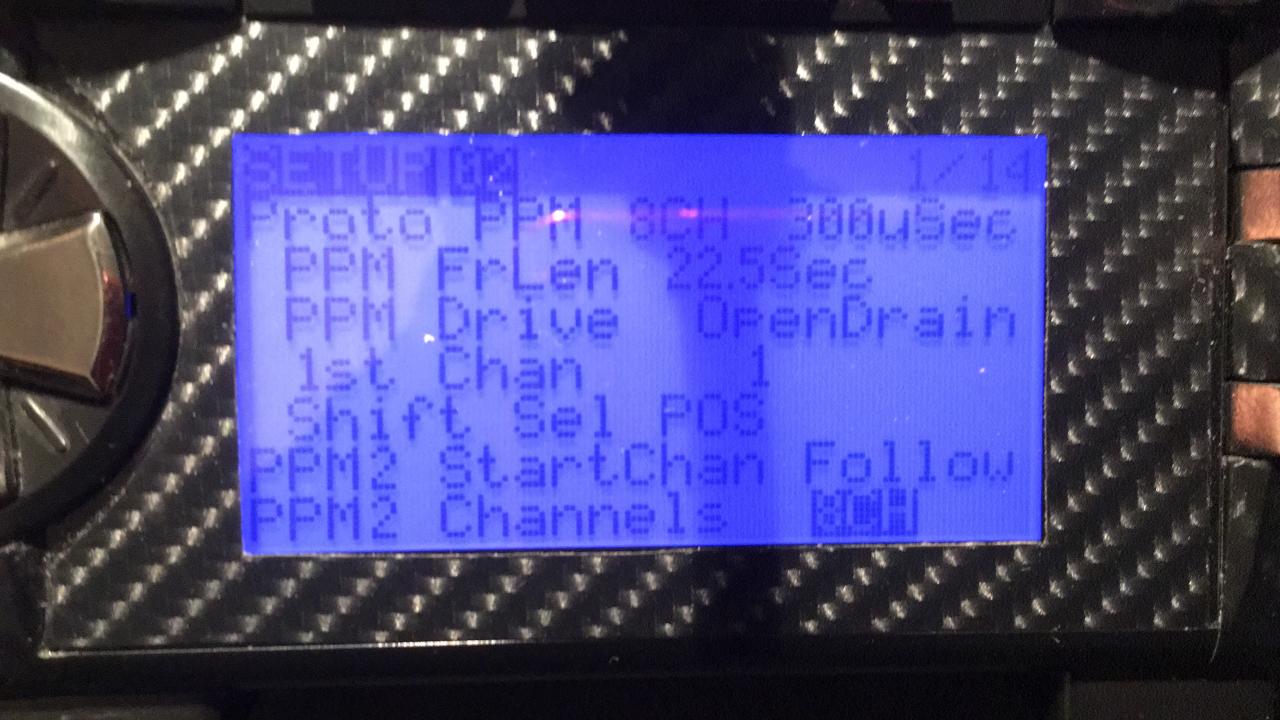 SETUP 1/14
Proto PPM 8CH 300uSec
PPM FrLen 22.5Sec
PPM Drive OpenDrain
1st Chan 1
Shift Sel POS
PPM2 StartChan Follow
PPM2 Channels 8CH